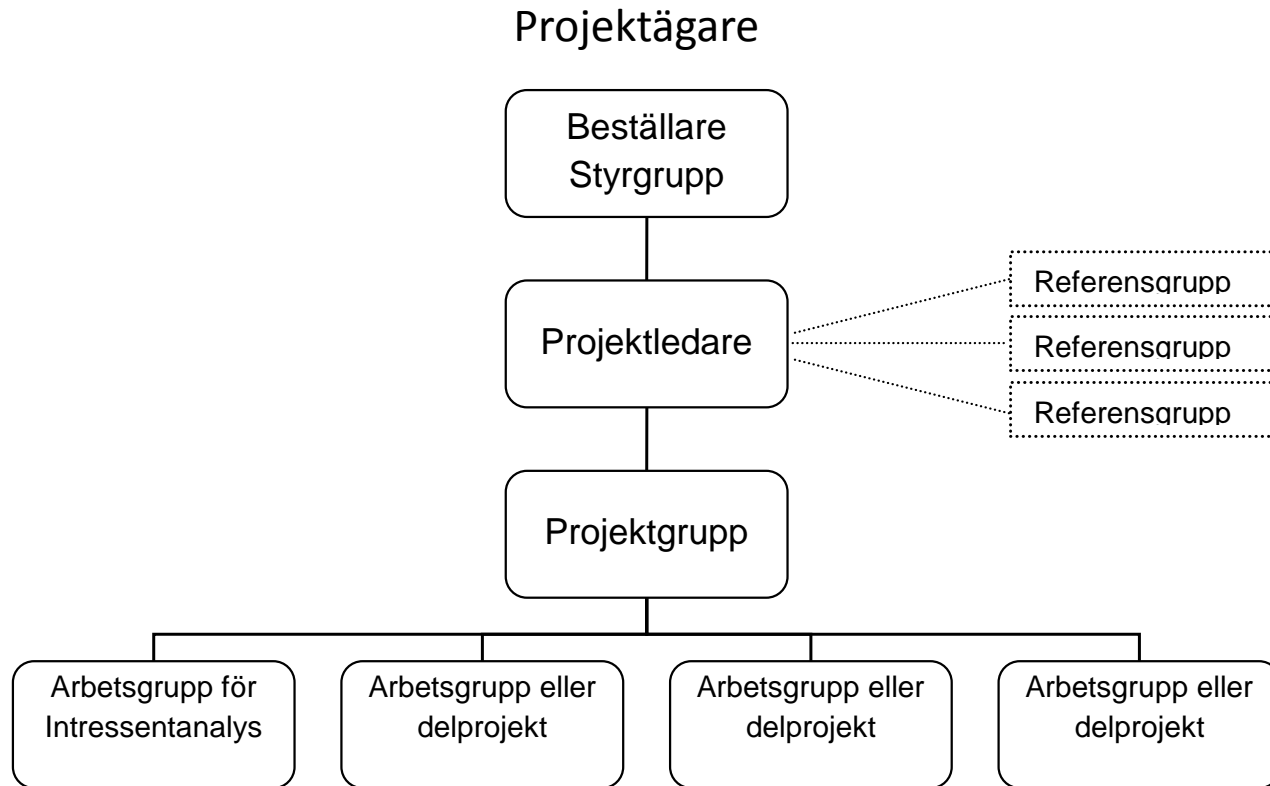 Projektägare
Beställare
Styrgrupp
Referensgrupp
Projektledare
Referensgrupp
Referensgrupp
Projektgrupp
Arbetsgrupp för
Intressentanalys
Arbetsgrupp eller
delprojekt
Arbetsgrupp eller
delprojekt
Arbetsgrupp eller
delprojekt